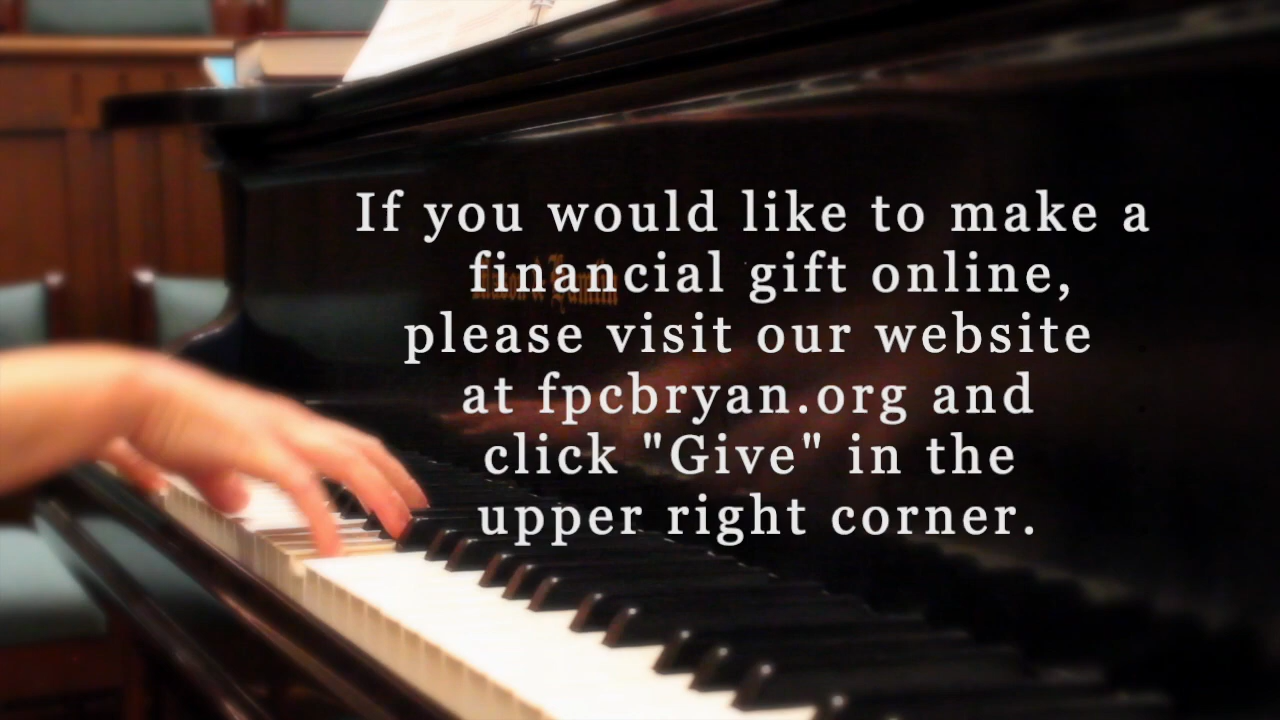 If you would like to make a
financial gift online,
please visit our website
at fpcbryan.org and
click "Give" in the
upper right corner.